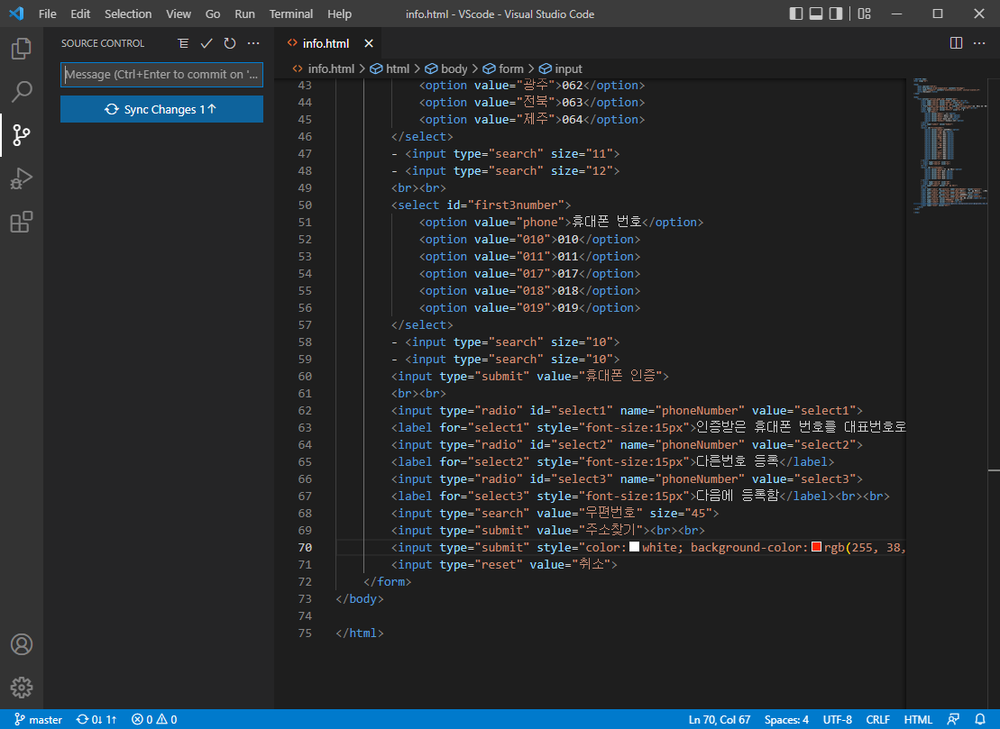 File Edit Selection View Go Run Terminal Help info.html - VScode - Visual Studio Code
SOURCE CONTROL
Message (Ctrl+Enter to commit on '...
Sync Changes 1↑
info.html
info.html > html > body > form > input
43 <option value="광주">062</option>
44 <option value="전북">063</option>
45 <option value="제주">064</option>
46 </select>
47 - <input type="search" size="11">
48 - <input type="search" size="12">
49 <br><br>
50 <select id="first3number">
51 <option value="phone">휴대폰 번호</option>
52 <option value="010">010</option>
53 <option value="011">011</option>
54 <option value="017">017</option>
55 <option value="018">018</option>
56 <option value="019">019</option>
57 </select>
58 - <input type="search" size="10">
59 - <input type="search" size="10">
60 <input type="submit" value="휴대폰 인증">
61 <br><br>
62 <input type="radio" id="select1" name="phoneNumber" value="select1">
63 <label for="select1" style="font-size:15px">인증받은 휴대폰 번호를 대표번호로
64 <input type="radio" id="select2" name="phoneNumber" value="select2">
65 <label for="select2" style="font-size:15px">다른번호 등록</label>
66 <input type="radio" id="select3" name="phoneNumber" value="select3">
67 <label for="select3" style="font-size:15px">다음에 등록함</label><br><br>
68 <input type="search" value="우편번호" size="45">
69 <input type="submit" value="주소찾기"><br><br>
70 <input type="submit" style="color:white; background-color:rgb(255, 38,
71 <input type="reset" value="취소">
72 </form>
73 </body>
74
75 </html>
master 0↓ 1↑ 0 0 Ln 70, Col 67 Spaces: 4 UTF-8 CRLF HTML